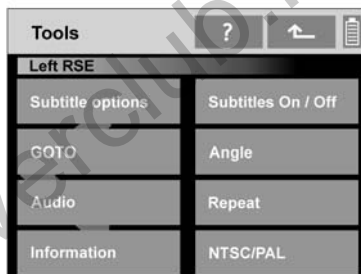 Tools ?
Left RSE
Subtitle options Subtitles On / Off
GOTO Angle
Audio Repeat
Information NTSC/PAL